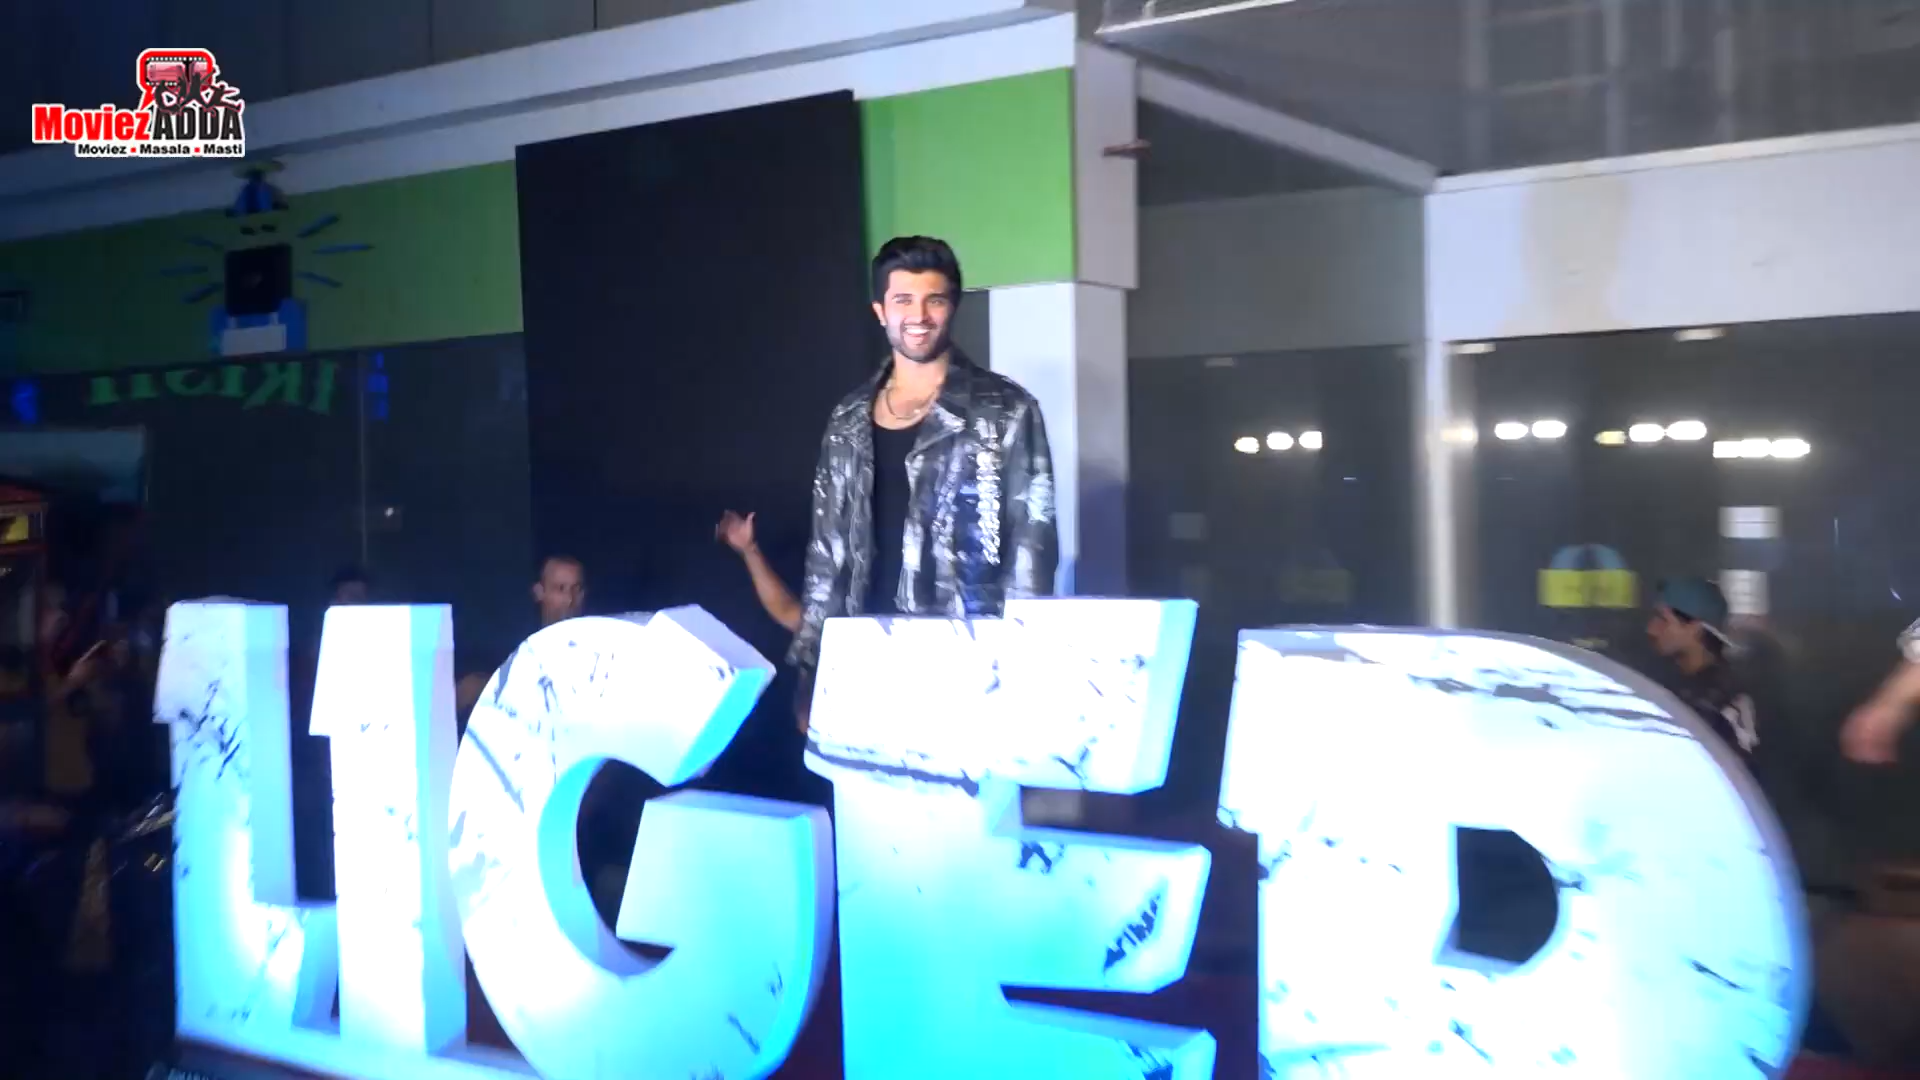 MoviezADDA
Moviez • Masala • Masti
LIGER